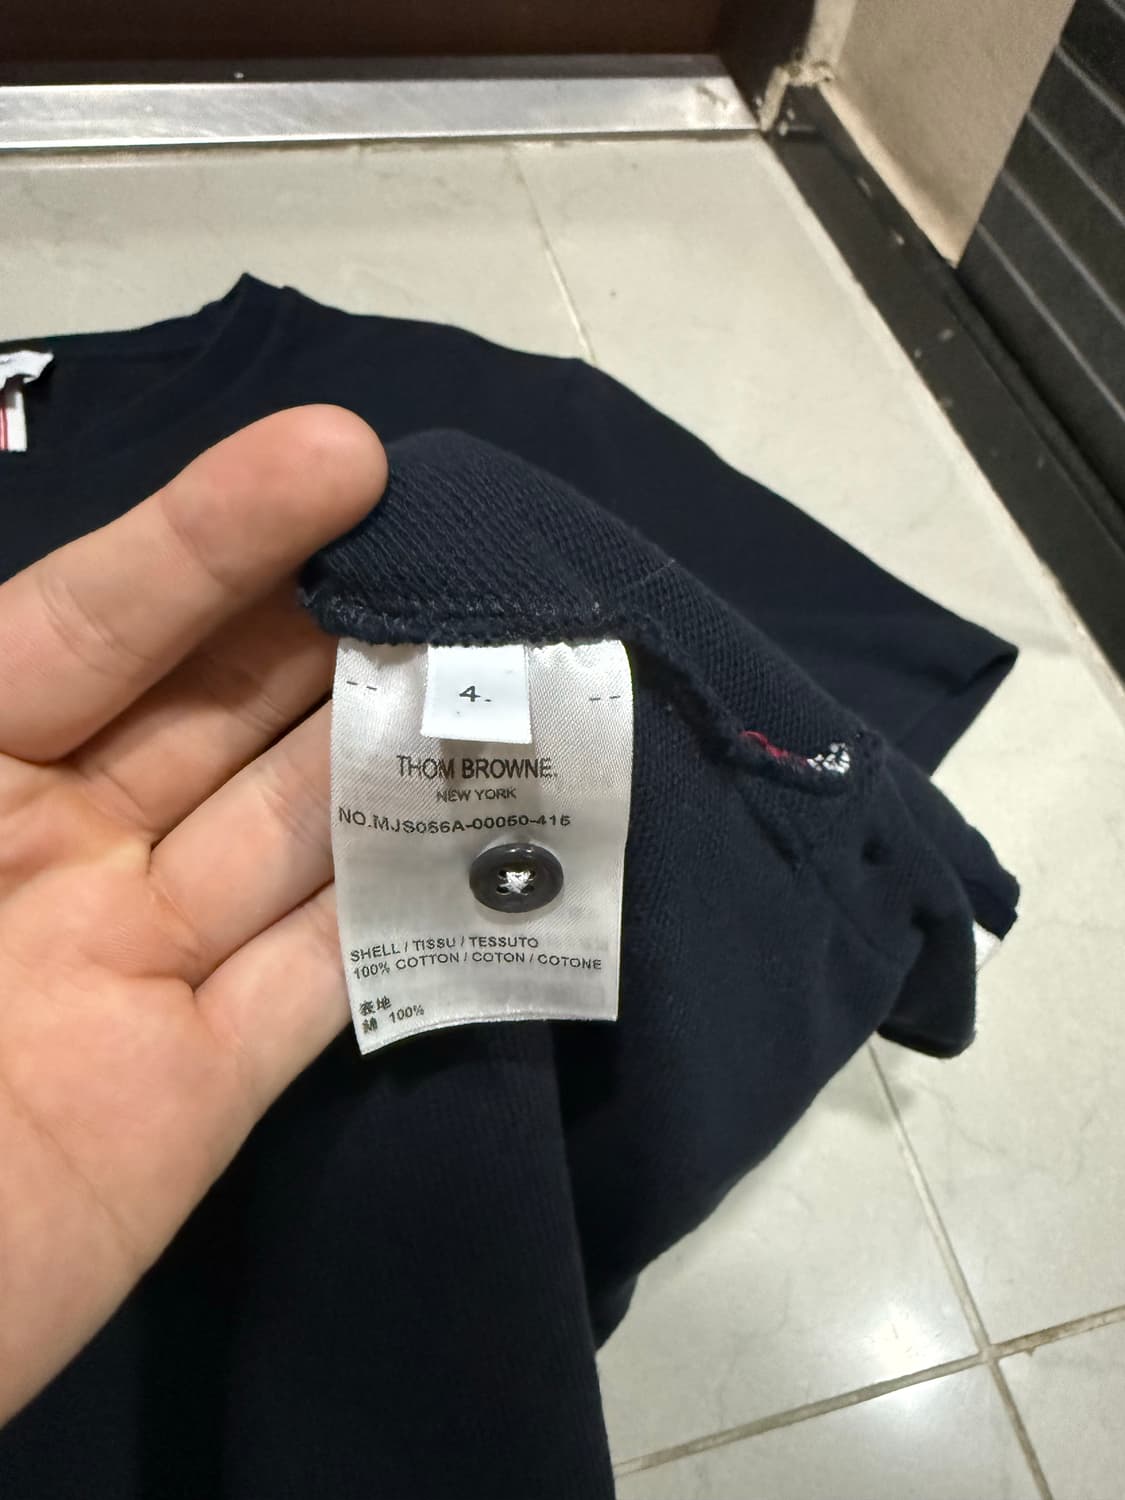 -- 4. --
THOM BROWNE.
NEW YORK
NO.MJS056A-00050-415
SHELL / TISSU / TESSUTO
100% COTTON / COTON / COTONE
表地
綿 100%